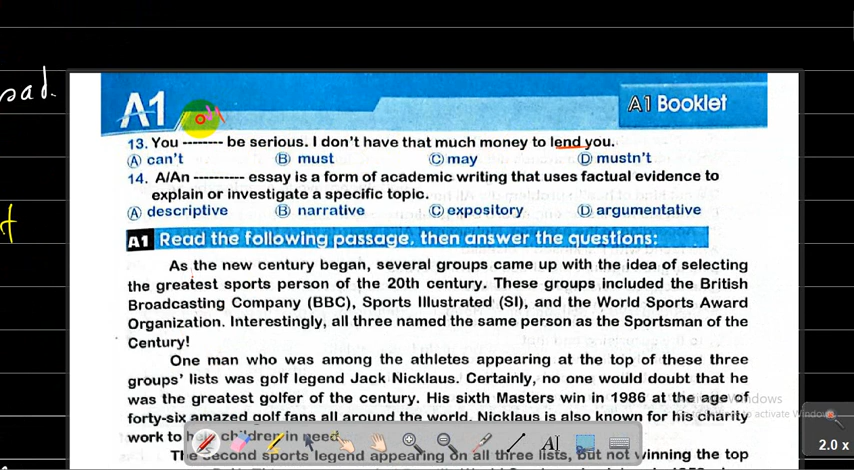 sad.
A1
A1 Booklet
13. You -------- be serious. I don't have that much money to lend you.
Ⓐ can't Ⓑ must Ⓒ may Ⓓ mustn't
14. A/An ---------- essay is a form of academic writing that uses factual evidence to
explain or investigate a specific topic.
Ⓐ descriptive Ⓑ narrative Ⓒ expository Ⓓ argumentative
A1 Read the following passage, then answer the questions:
As the new century began, several groups came up with the idea of selecting
the greatest sports person of the 20th century. These groups included the British
Broadcasting Company (BBC), Sports Illustrated (SI), and the World Sports Award
Organization. Interestingly, all three named the same person as the Sportsman of the
Century!
One man who was among the athletes appearing at the top of these three
groups' lists was golf legend Jack Nicklaus. Certainly, no one would doubt that he
was the greatest golfer of the century. His sixth Masters win in 1986 at the age of
forty-six amazed golf fans all around the world. Nicklaus is also known for his charity
work to help children in need.
The second sports legend appearing on all three lists, but not winning the top
Windows
to activate Windows
2.0 x